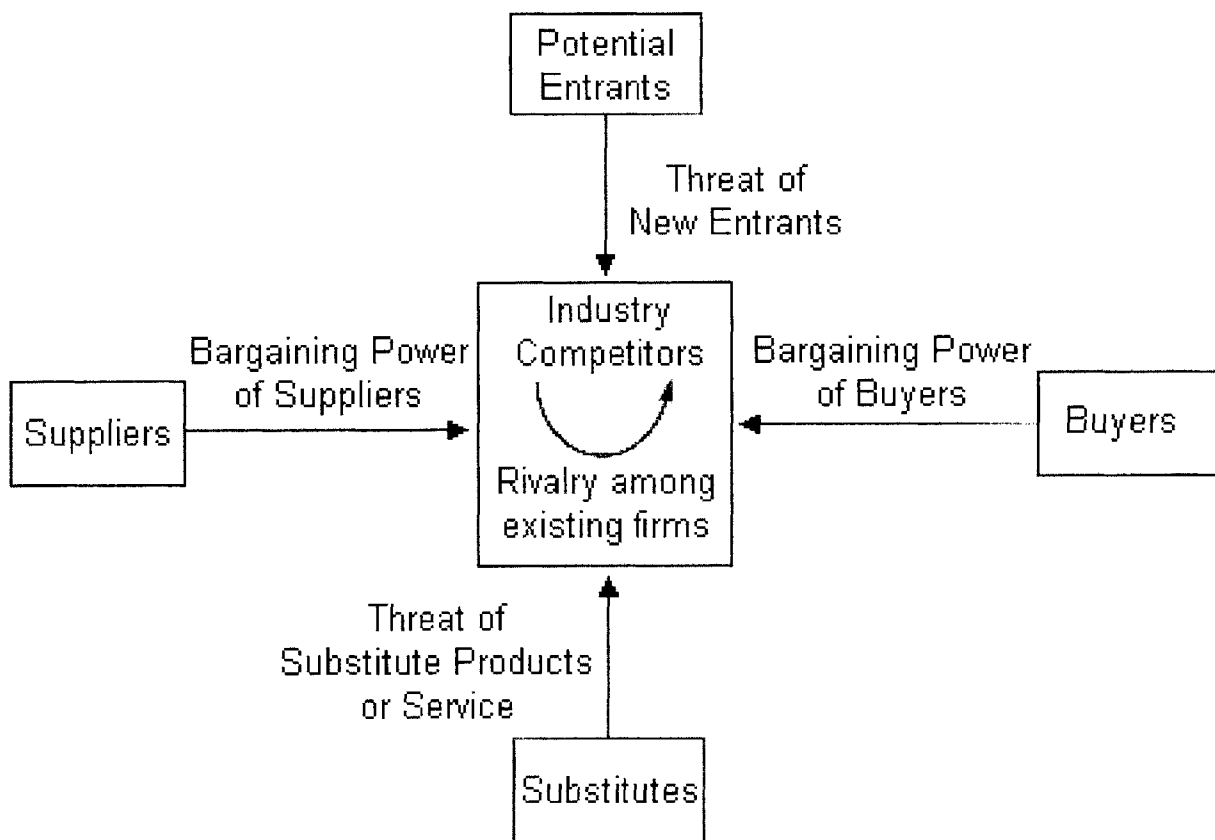 Potential
Entrants
Threat of
New Entrants
Industry
Competitors
Bargaining Power
of Suppliers
Bargaining Power
of Buyers
Suppliers
Buyers
Rivalry among
existing firms
Threat of
Substitute Products
or Service
Substitutes